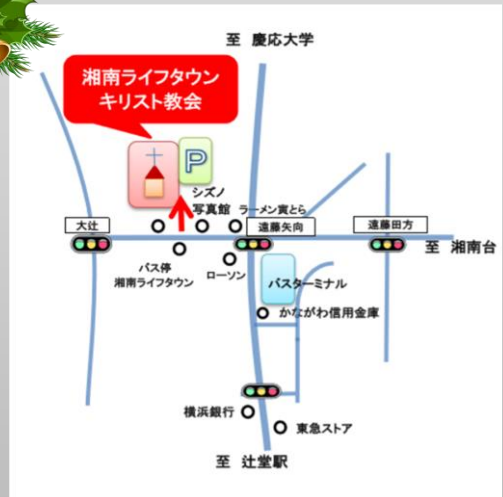 至 慶応大学
湘南ライフタウン
キリスト教会
P
シズノ
写真館
ラーメン寅とら
大辻
遠藤矢向
遠藤田方
至 湘南台
バス停
湘南ライフタウン
ローソン
バスターミナル
かながわ信用金庫
横浜銀行
東急ストア
至 辻堂駅